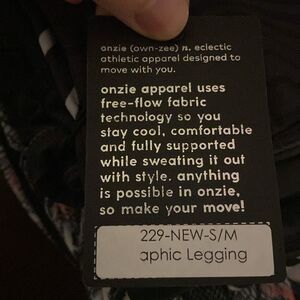 onzie (own-zee) n. eclectic
athletic apparel designed to
move with you.
onzie apparel uses
free-flow fabric
technology so you
stay cool, comfortable
and fully supported
while sweating it out
with style. anything
is possible in onzie,
so make your move!
229-NEW-S/M
aphic Legging